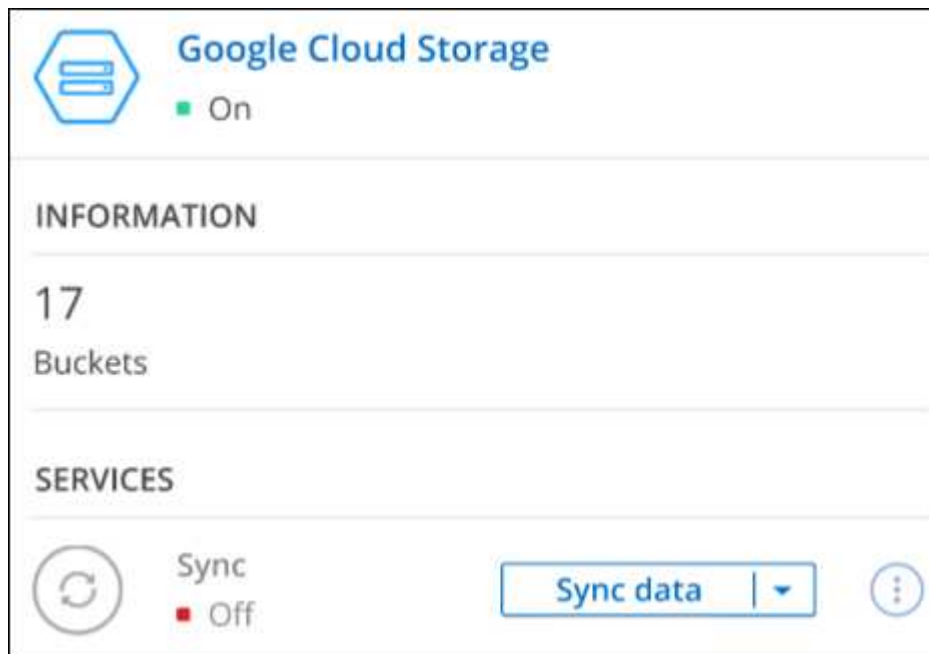 Google Cloud Storage
On
INFORMATION
17
Buckets
SERVICES
Sync
Off
Sync data